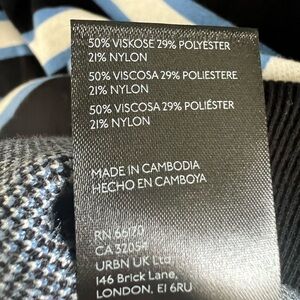 50% VISKOSE 29% POLYESTER
21% NYLON
50% VISCOSA 29% POLIESTERE
21% NYLON
50% VISCOSA 29% POLIÉSTER
21% NYLON
MADE IN CAMBODIA
HECHO EN CAMBOYA
RN 66170
CA 32054
URBN UK Ltd
146 Brick Lane,
LONDON, E1 6RU